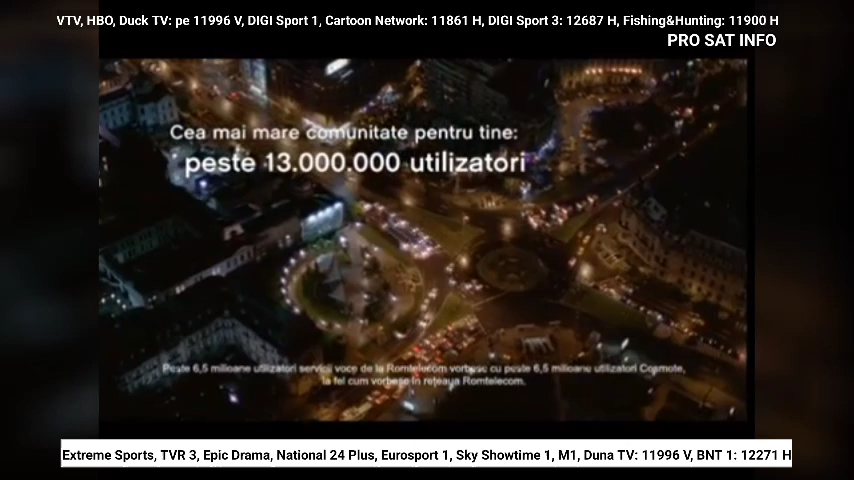 VTV, HBO, Duck TV: pe 11996 V, DIGI Sport 1, Cartoon Network: 11861 H, DIGI Sport 3: 12687 H, Fishing&Hunting: 11900 H
PRO SAT INFO
Cea mai mare comunitate pentru tine:
peste 13.000.000 utilizatori
Peste 6,5 milioane utilizatori servicii voce de la Romtelecom vorbesc cu peste 6,5 milioane utilizatori Cosmote,
la fel cum vorbesc în rețeaua Romtelecom.
Extreme Sports, TVR 3, Epic Drama, National 24 Plus, Eurosport 1, Sky Showtime 1, M1, Duna TV: 11996 V, BNT 1: 12271 H